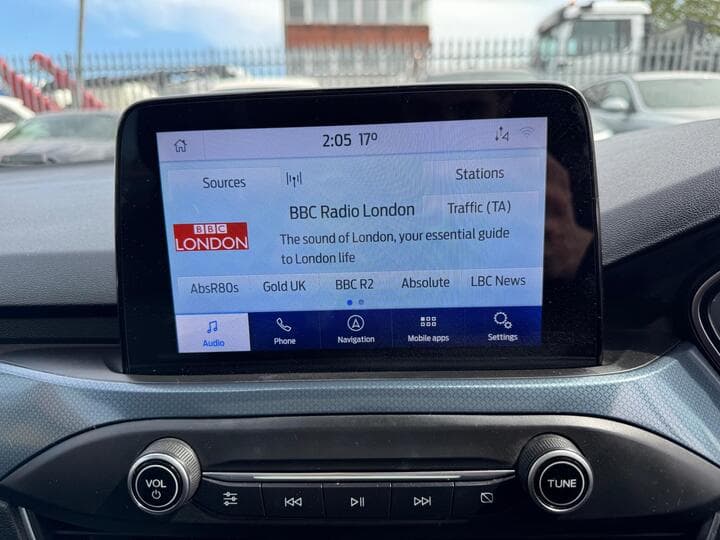 2:05 17°
Sources
Stations
BBC Radio London
Traffic (TA)
BBC
LONDON
The sound of London, your essential guide
to London life
AbsR80s Gold UK BBC R2 Absolute LBC News
Audio Phone Navigation Mobile apps Settings
VOL
TUNE